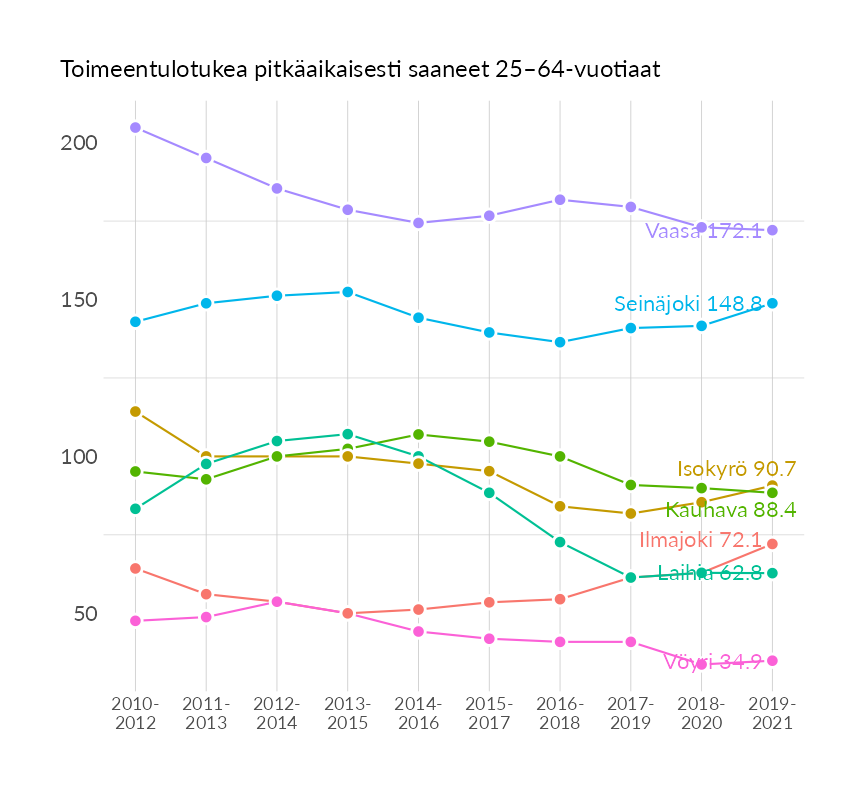 Toimeentulotukea pitkäaikaisesti saaneet 25–64-vuotiaat
200
Vaasa 172.1
150
Seinäjoki 148.8
100
Isokyrö 90.7
Kauhava 88.4
Ilmajoki 72.1
Laihia 62.8
50
Vöyri 34.9
2010- 2011- 2012- 2013- 2014- 2015- 2016- 2017- 2018- 2019-
2012 2013 2014 2015 2016 2017 2018 2019 2020 2021